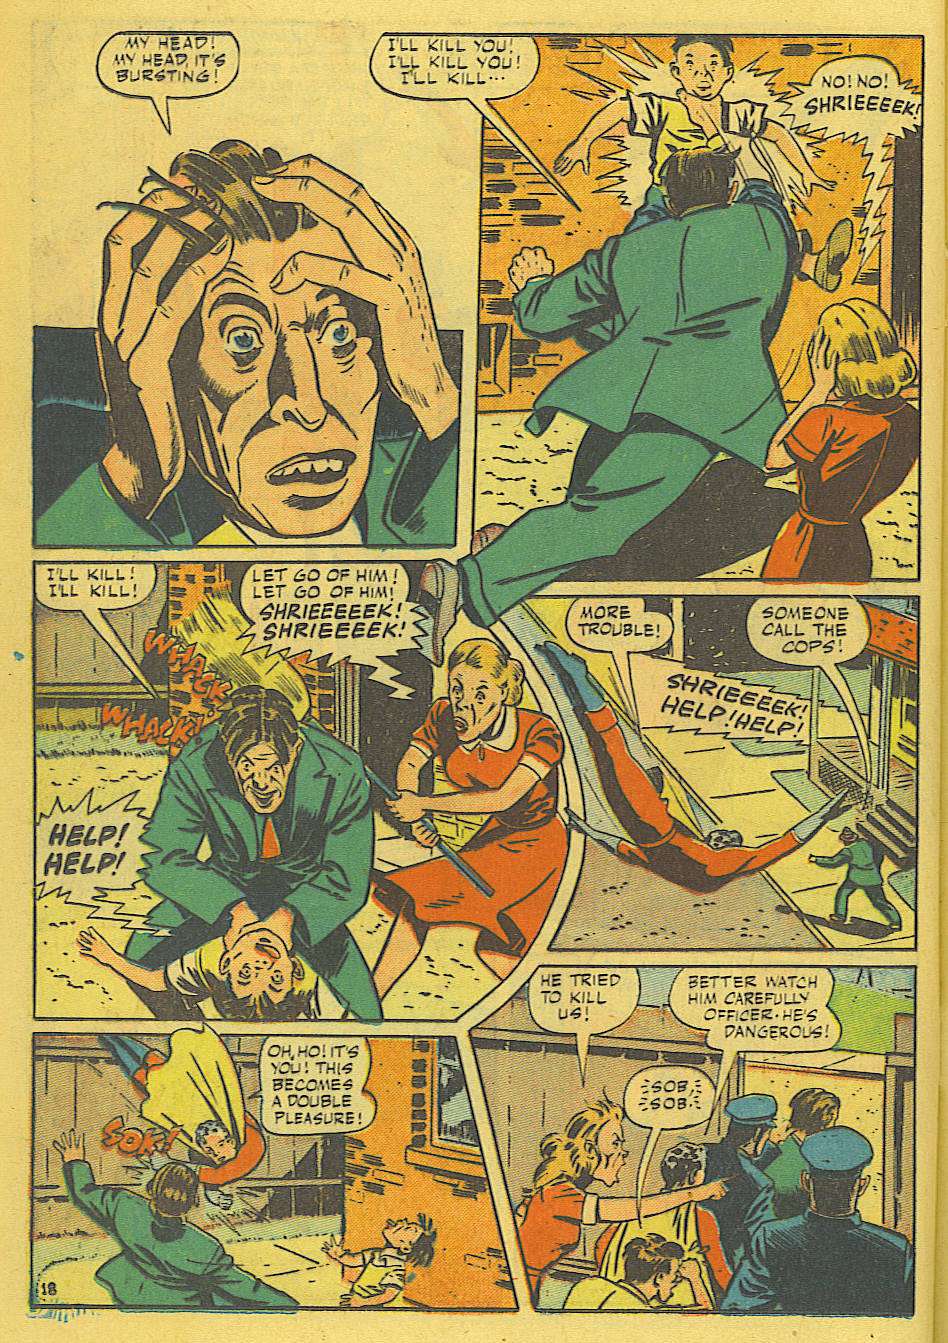 MY HEAD!
MY HEAD, IT'S
BURSTING!
I'LL KILL YOU!
I'LL KILL YOU!
I'LL KILL...
NO! NO!
SHRIEEEEK!
I'LL KILL!
I'LL KILL!
WHACK
WHACK!
LET GO OF HIM!
LET GO OF HIM!
SHRIEEEEEK!
SHRIEEEEEK!
HELP!
HELP!
MORE
TROUBLE!
SHRIEEEEK!
HELP! HELP!
SOMEONE
CALL THE
COPS!
SOK!
OH, HO! IT'S
YOU! THIS
BECOMES
A DOUBLE
PLEASURE!
HE TRIED
TO KILL
US!
SOB,
SOB,
BETTER WATCH
HIM CAREFULLY
OFFICER - HE'S
DANGEROUS!
18